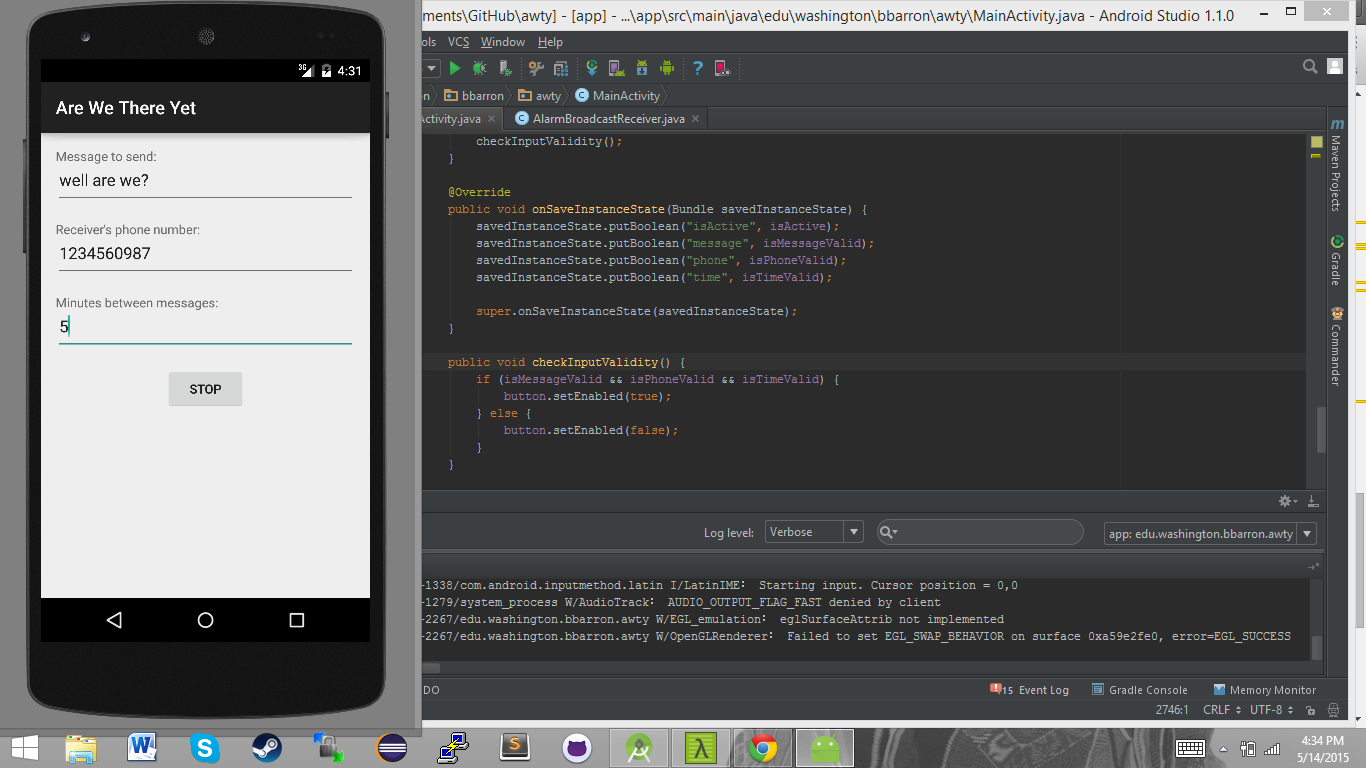 3G 4:31
Are We There Yet
Message to send:
well are we?
Receiver's phone number:
1234560987
Minutes between messages:
5
STOP
ments\GitHub\awty] - [app] - ...\app\src\main\java\edu\washington\bbarron\awty\MainActivity.java - Android Studio 1.1.0
ols VCS Window Help
on bbarron awty MainActivity
Activity.java AlarmBroadcastReceiver.java
checkInputValidity();
}
@Override
public void onSaveInstanceState(Bundle savedInstanceState) {
savedInstanceState.putBoolean("isActive", isActive);
savedInstanceState.putBoolean("message", isMessageValid);
savedInstanceState.putBoolean("phone", isPhoneValid);
savedInstanceState.putBoolean("time", isTimeValid);
super.onSaveInstanceState(savedInstanceState);
}
public void checkInputValidity() {
if (isMessageValid && isPhoneValid && isTimeValid) {
button.setEnabled(true);
} else {
button.setEnabled(false);
}
}
Maven Projects
Gradle
Commander
Log level: Verbose app: edu.washington.bbarron.awty
-1338/com.android.inputmethod.latin I/LatinIME: Starting input. Cursor position = 0,0
-1279/system_process W/AudioTrack: AUDIO_OUTPUT_FLAG_FAST denied by client
-2267/edu.washington.bbarron.awty W/EGL_emulation: eglSurfaceAttrib not implemented
-2267/edu.washington.bbarron.awty W/OpenGLRenderer: Failed to set EGL_SWAP_BEHAVIOR on surface 0xa59e2fe0, error=EGL_SUCCESS
DO 15 Event Log Gradle Console Memory Monitor
2746:1 CRLF UTF-8
4:34 PM
5/14/2015